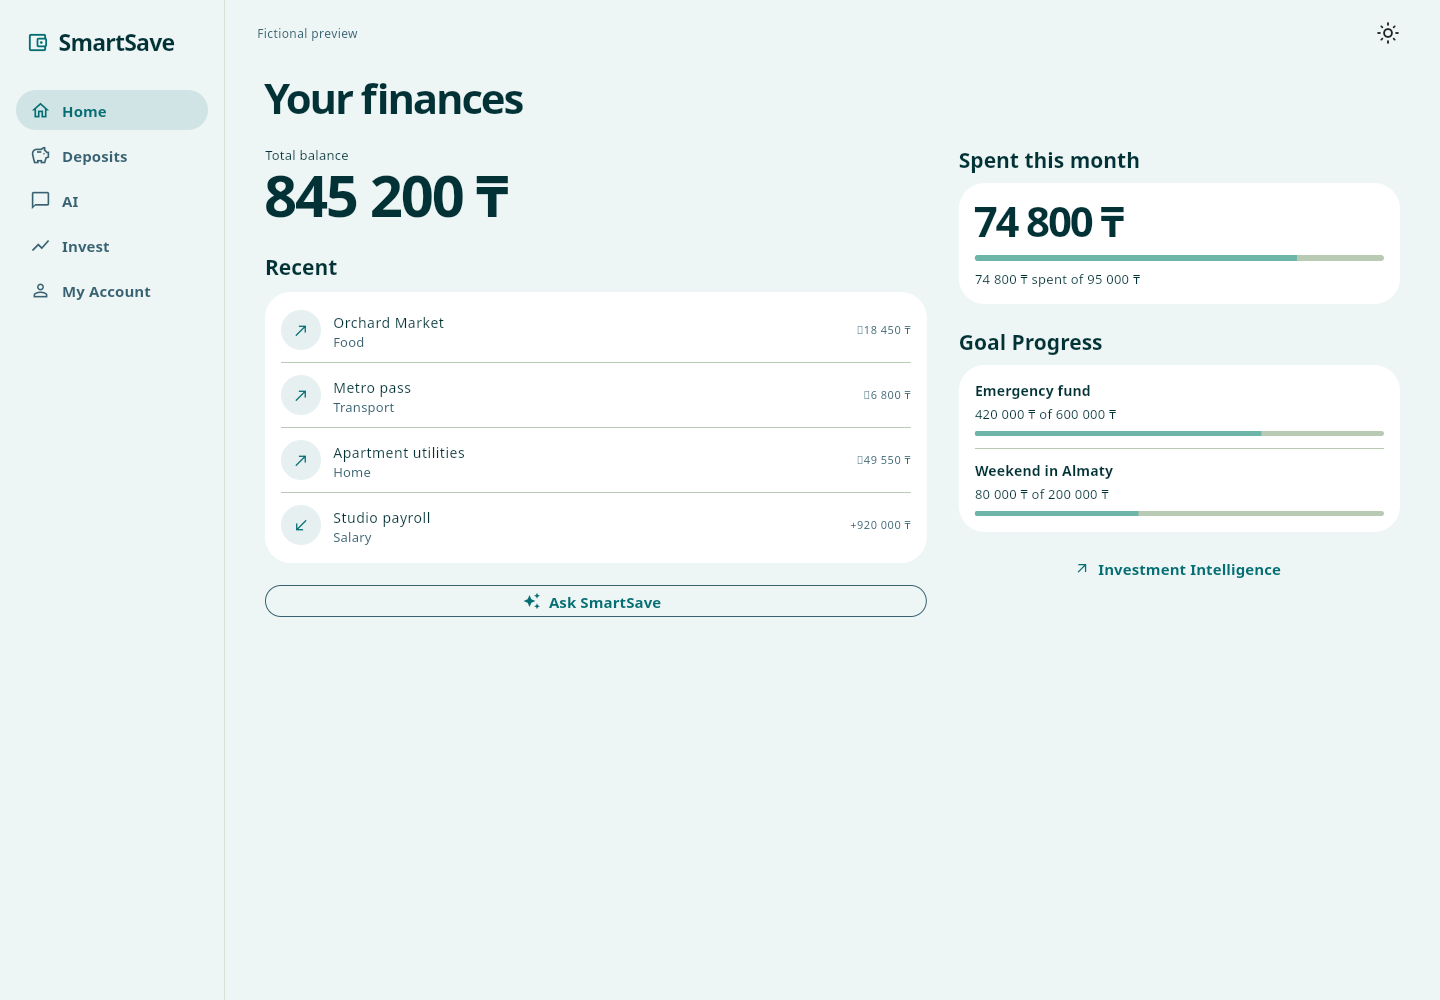 SmartSave
Home
Deposits
AI
Invest
My Account
Fictional preview
Your finances
Total balance
845 200 ₸
Recent
Orchard Market
Food
18 450 ₸
Metro pass
Transport
6 800 ₸
Apartment utilities
Home
49 550 ₸
Studio payroll
Salary
+920 000 ₸
Ask SmartSave
Spent this month
74 800 ₸
74 800 ₸ spent of 95 000 ₸
Goal Progress
Emergency fund
420 000 ₸ of 600 000 ₸
Weekend in Almaty
80 000 ₸ of 200 000 ₸
Investment Intelligence